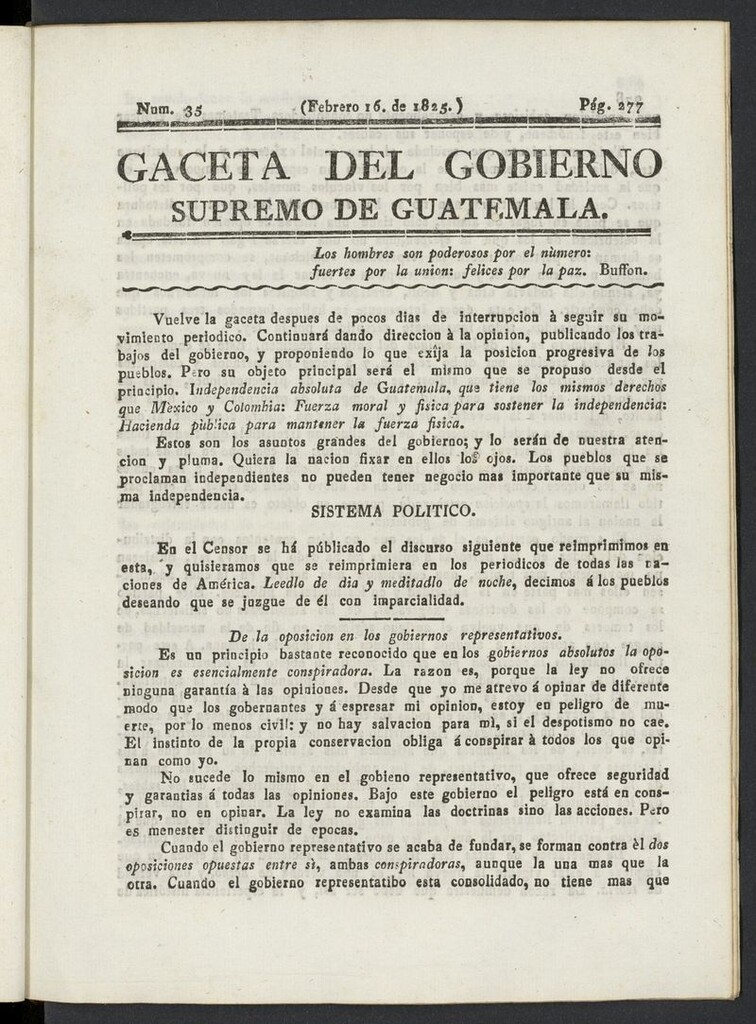 Num. 35 (Febrero 16. de 1825.) Pág. 277
GACETA DEL GOBIERNO
SUPREMO DE GUATEMALA.
Los hombres son poderosos por el nùmero:
fuertes por la union: felices por la paz. Buffon.
Vuelve la gaceta despues de pocos dias de interrupcion à seguir su mo-
vimiento periodico. Continuará dando direccion à la opinion, publicando los tra-
bajos del gobierno, y proponiendo lo que exîja la posicion progresiva de los
pueblos. Pero su objeto principal será el mismo que se propuso desde el
principio. Independencia absoluta de Guatemala, que tiene los mismos derechos
que Mèxico y Colombia: Fuerza moral y fisica para sostener la independencia:
Hacienda pùblica para mantener la fuerza fisica.
Estos son los asuntos grandes del gobierno; y lo serán de nuestra aten-
cion y pluma. Quiera la nacion fixar en ellos los ojos. Los pueblos que se
proclaman independientes no pueden tener negocio mas importante que su mis-
ma independencia.
SISTEMA POLITICO.
En el Censor se há públicado el discurso siguiente que reimprimimos en
esta, y quisieramos que se reimprimiera en los periodicos de todas las na-
ciones de América. Leedlo de dia y meditadlo de noche, decimos á los pueblos
deseando que se juzgue de él con imparcialidad.
De la oposicion en los gobiernos representativos.
Es un principio bastante reconocido que en los gobiernos absolutos la opo-
sicion es esencialmente conspiradora. La razon es, porque la ley no ofrece
ninguna garantía à las opiniones. Desde que yo me atrevo á opinar de diferente
modo que los gobernantes y á espresar mi opinion, estoy en peligro de mu-
erte, por lo menos civil: y no hay salvacion para mì, si el despotismo no cae.
El instinto de la propia conservacion obliga á conspirar à todos los que opi-
nan como yo.
No sucede lo mismo en el gobieno representativo, que ofrece seguridad
y garantias á todas las opiniones. Bajo este gobierno el peligro está en cons-
pirar, no en opinar. La ley no examina las doctrinas sino las acciones. Pero
es menester distinguir de epocas.
Cuando el gobierno representativo se acaba de fundar, se forman contra èl dos
oposiciones opuestas entre sì, ambas conspiradoras, aunque la una mas que la
otra. Cuando el gobierno representatibo esta consolidado, no tiene mas que